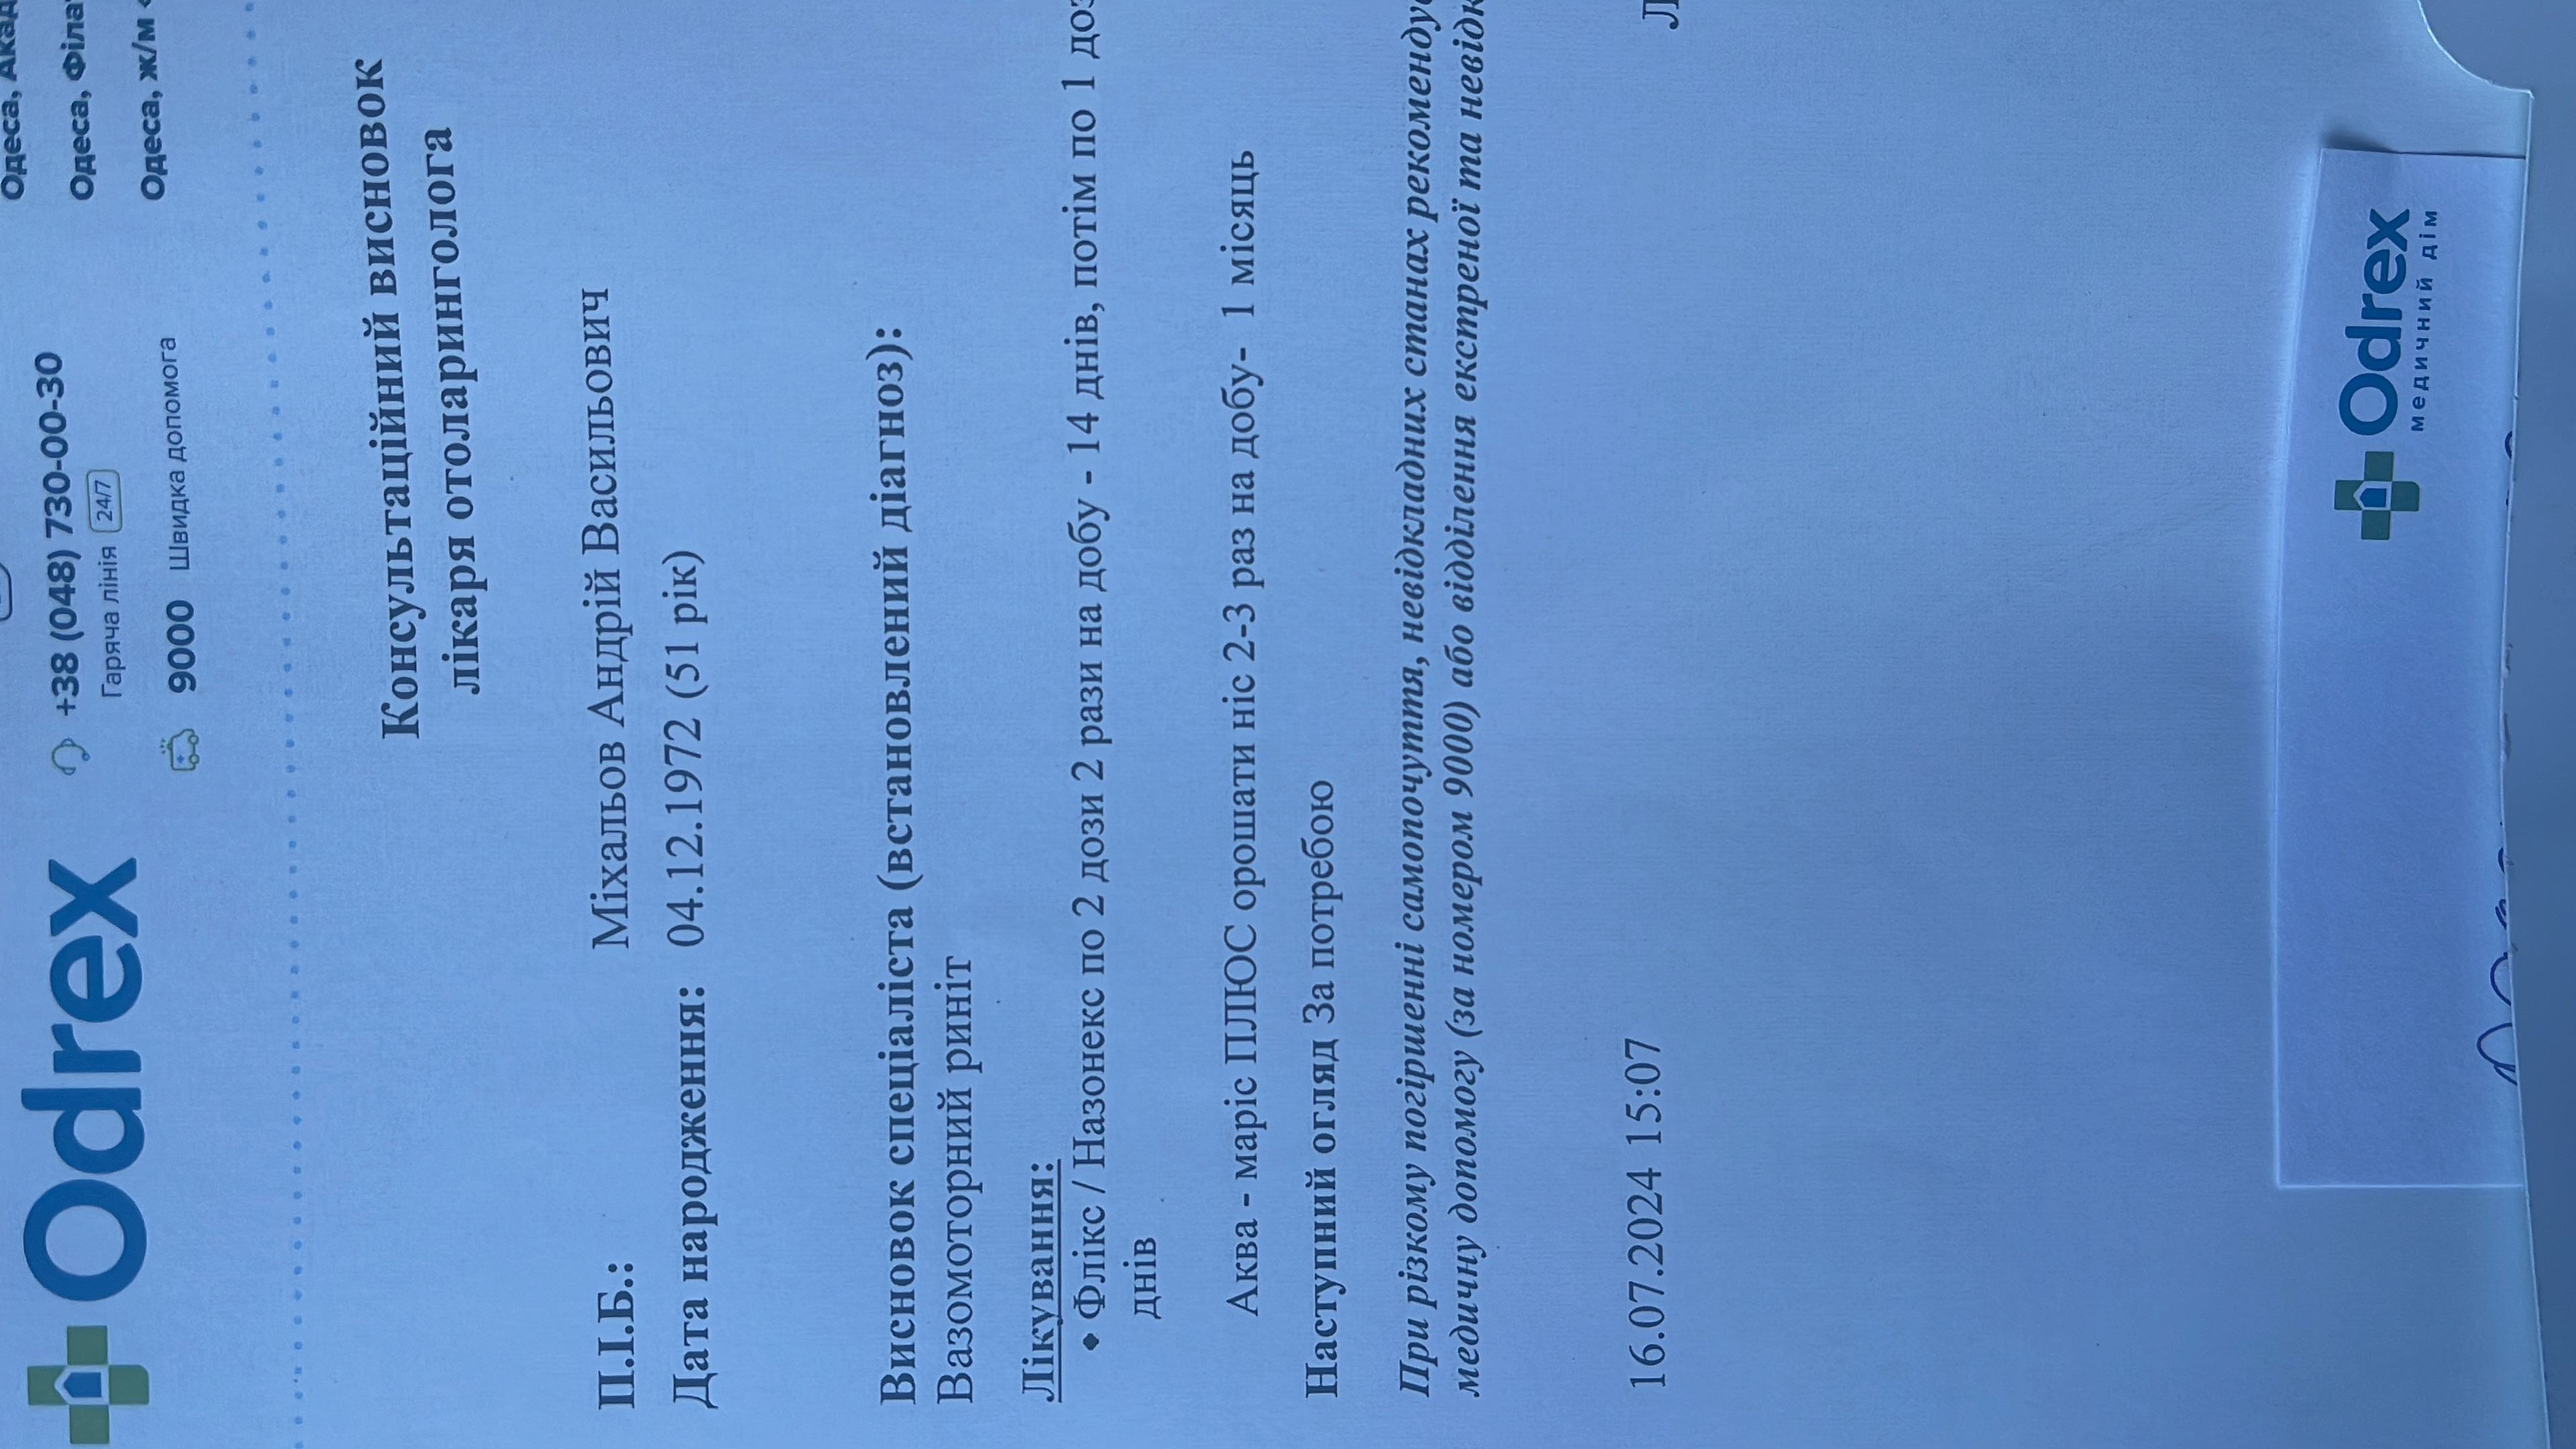 Odrex
+38 (048) 730-00-30
Гаряча лінія 24/7
9000 Швидка допомога
Одеса,
Одеса,
Одеса, ж/м
Консультаційний висновок
лікаря отоларинголога
П.І.Б.: Міхальов Андрій Васильович
Дата народження: 04.12.1972 (51 рік)
Висновок спеціаліста (встановлений діагноз):
Вазомоторний риніт
Лікування:
• Флікс / Назонекс по 2 дози 2 рази на добу - 14 днів, потім по 1
днів
Аква - маріс ПЛЮС орошати ніс 2-3 раз на добу- 1 місяць
Наступний огляд За потребою
При різкому погіршенні самопочуття, невідкладних станах
медичну допомогу (за номером 9000) або відділення екстреної та
16.07.2024 15:07
Odrex
медичний дім